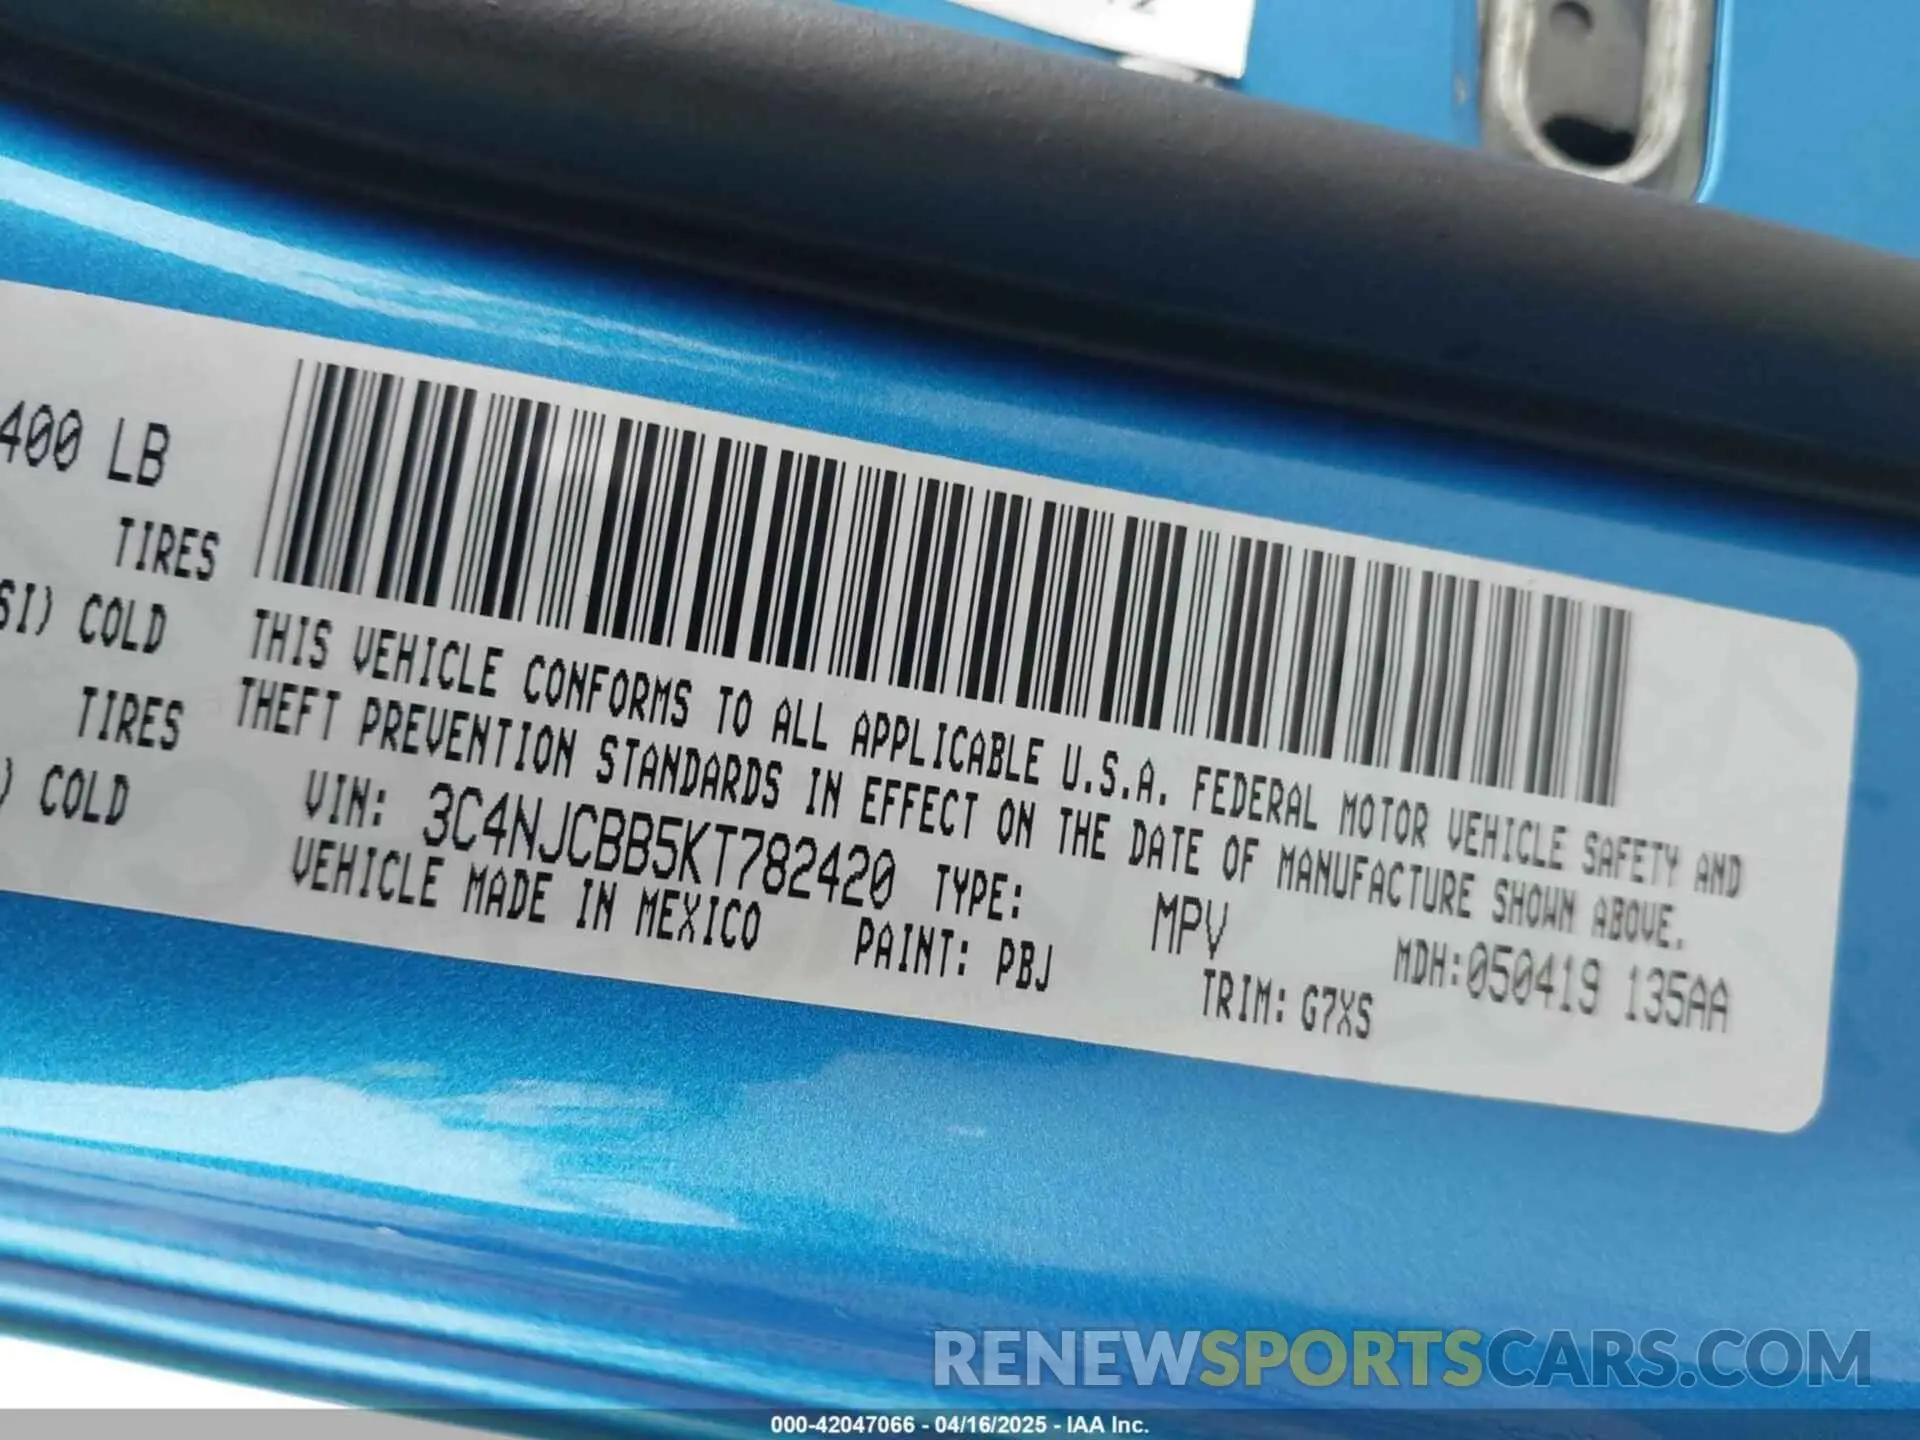 400 LB
TIRES
SI) COLD
TIRES
) COLD
THIS VEHICLE CONFORMS TO ALL APPLICABLE U.S.A. FEDERAL MOTOR VEHICLE SAFETY AND
THEFT PREVENTION STANDARDS IN EFFECT ON THE DATE OF MANUFACTURE SHOWN ABOVE.
VIN: 3C4NJCBB5KT782420 TYPE: MPV MDH:050419 135AA
VEHICLE MADE IN MEXICO PAINT: PBJ TRIM: G7XS
RENEWSPORTSCARS.COM
000-42047066 - 04/16/2025 - IAA Inc.